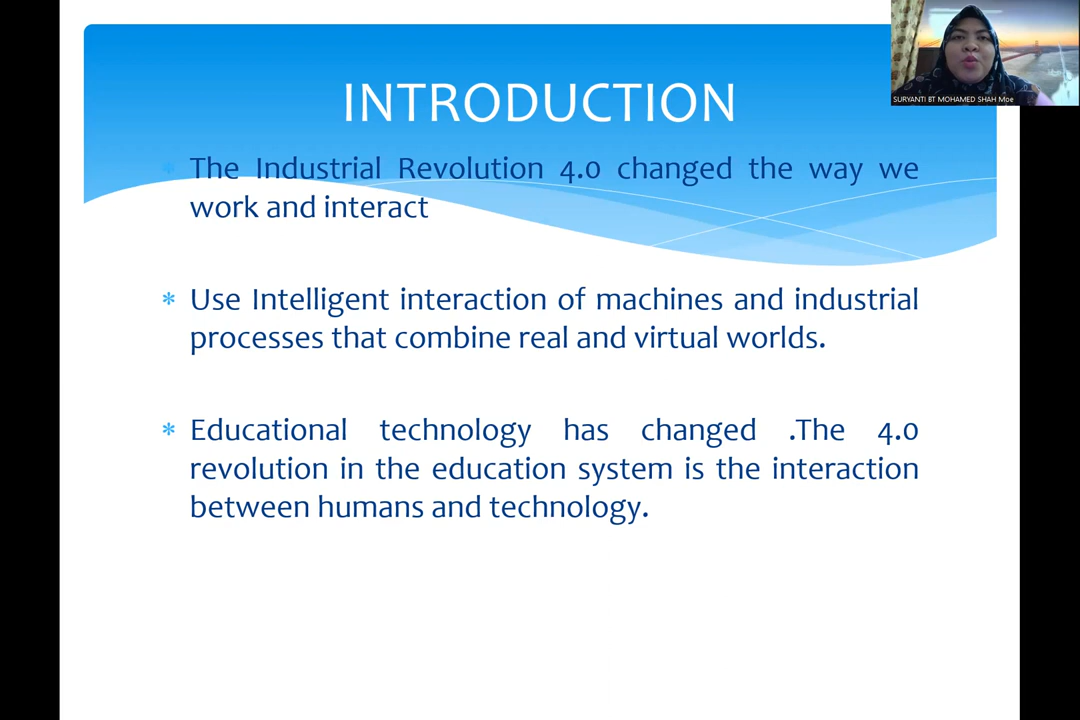 INTRODUCTION
SURYANTI BT MOHAMED SHAH Moe
The Industrial Revolution 4.0 changed the way we
work and interact
* Use Intelligent interaction of machines and industrial
processes that combine real and virtual worlds.
* Educational technology has changed .The 4.0
revolution in the education system is the interaction
between humans and technology.